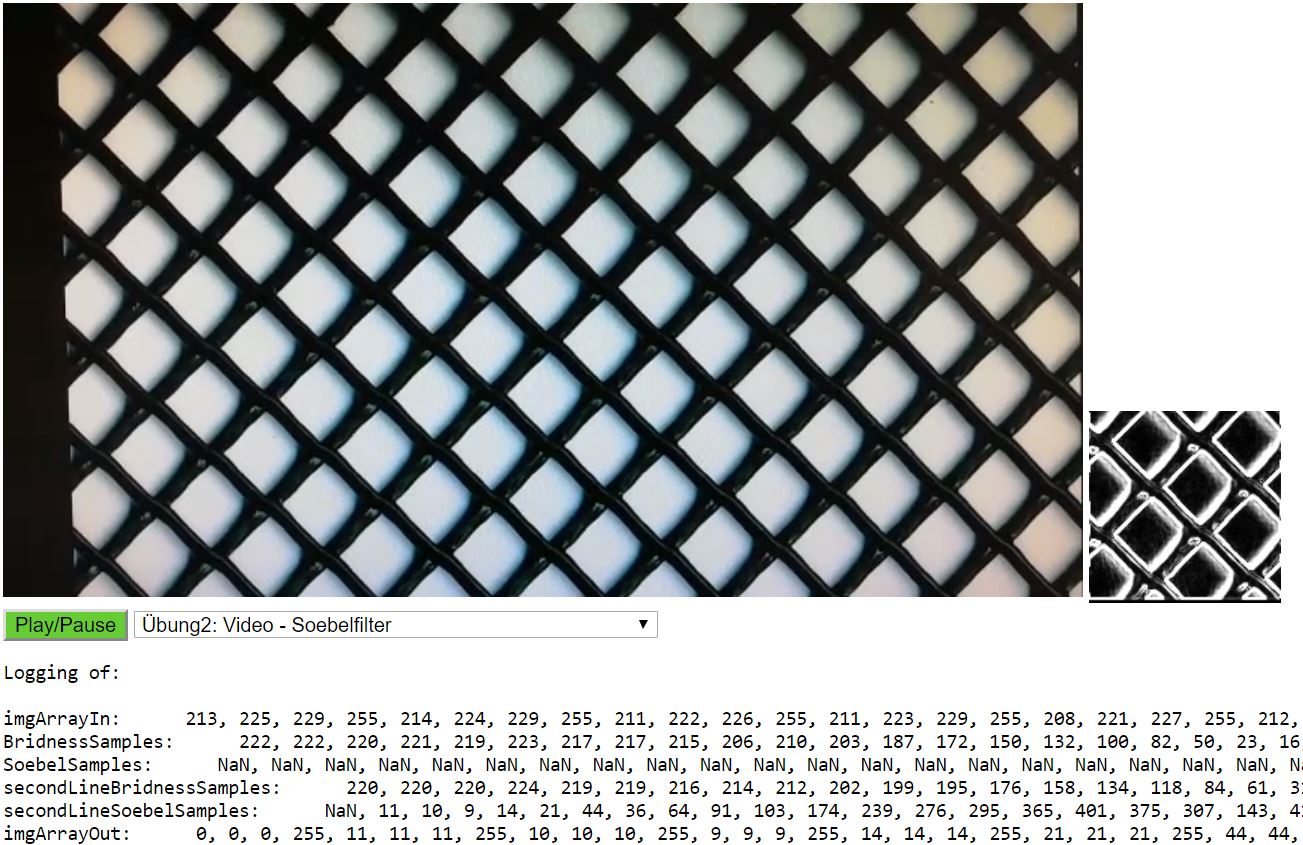 Play/Pause Übung2: Video - Soebelfilter
Logging of:
imgArrayIn: 213, 225, 229, 255, 214, 224, 229, 255, 211, 222, 226, 255, 211, 223, 229, 255, 208, 221, 227, 255, 212,
BridnessSamples: 222, 222, 220, 221, 219, 223, 217, 217, 215, 206, 210, 203, 187, 172, 150, 132, 100, 82, 50, 23, 16
SoebelSamples: NaN, NaN, NaN, NaN, NaN, NaN, NaN, NaN, NaN, NaN, NaN, NaN, NaN, NaN, NaN, NaN, NaN, NaN, NaN, NaN,
secondLineBridnessSamples: 220, 220, 220, 224, 219, 219, 216, 214, 212, 202, 199, 195, 176, 158, 134, 118, 84, 61,
secondLineSoebelSamples: NaN, 11, 10, 9, 14, 21, 44, 36, 64, 91, 103, 174, 239, 276, 295, 365, 401, 375, 307, 143,
imgArrayOut: 0, 0, 0, 255, 11, 11, 11, 255, 10, 10, 10, 255, 9, 9, 9, 255, 14, 14, 14, 255, 21, 21, 21, 255, 44, 44,